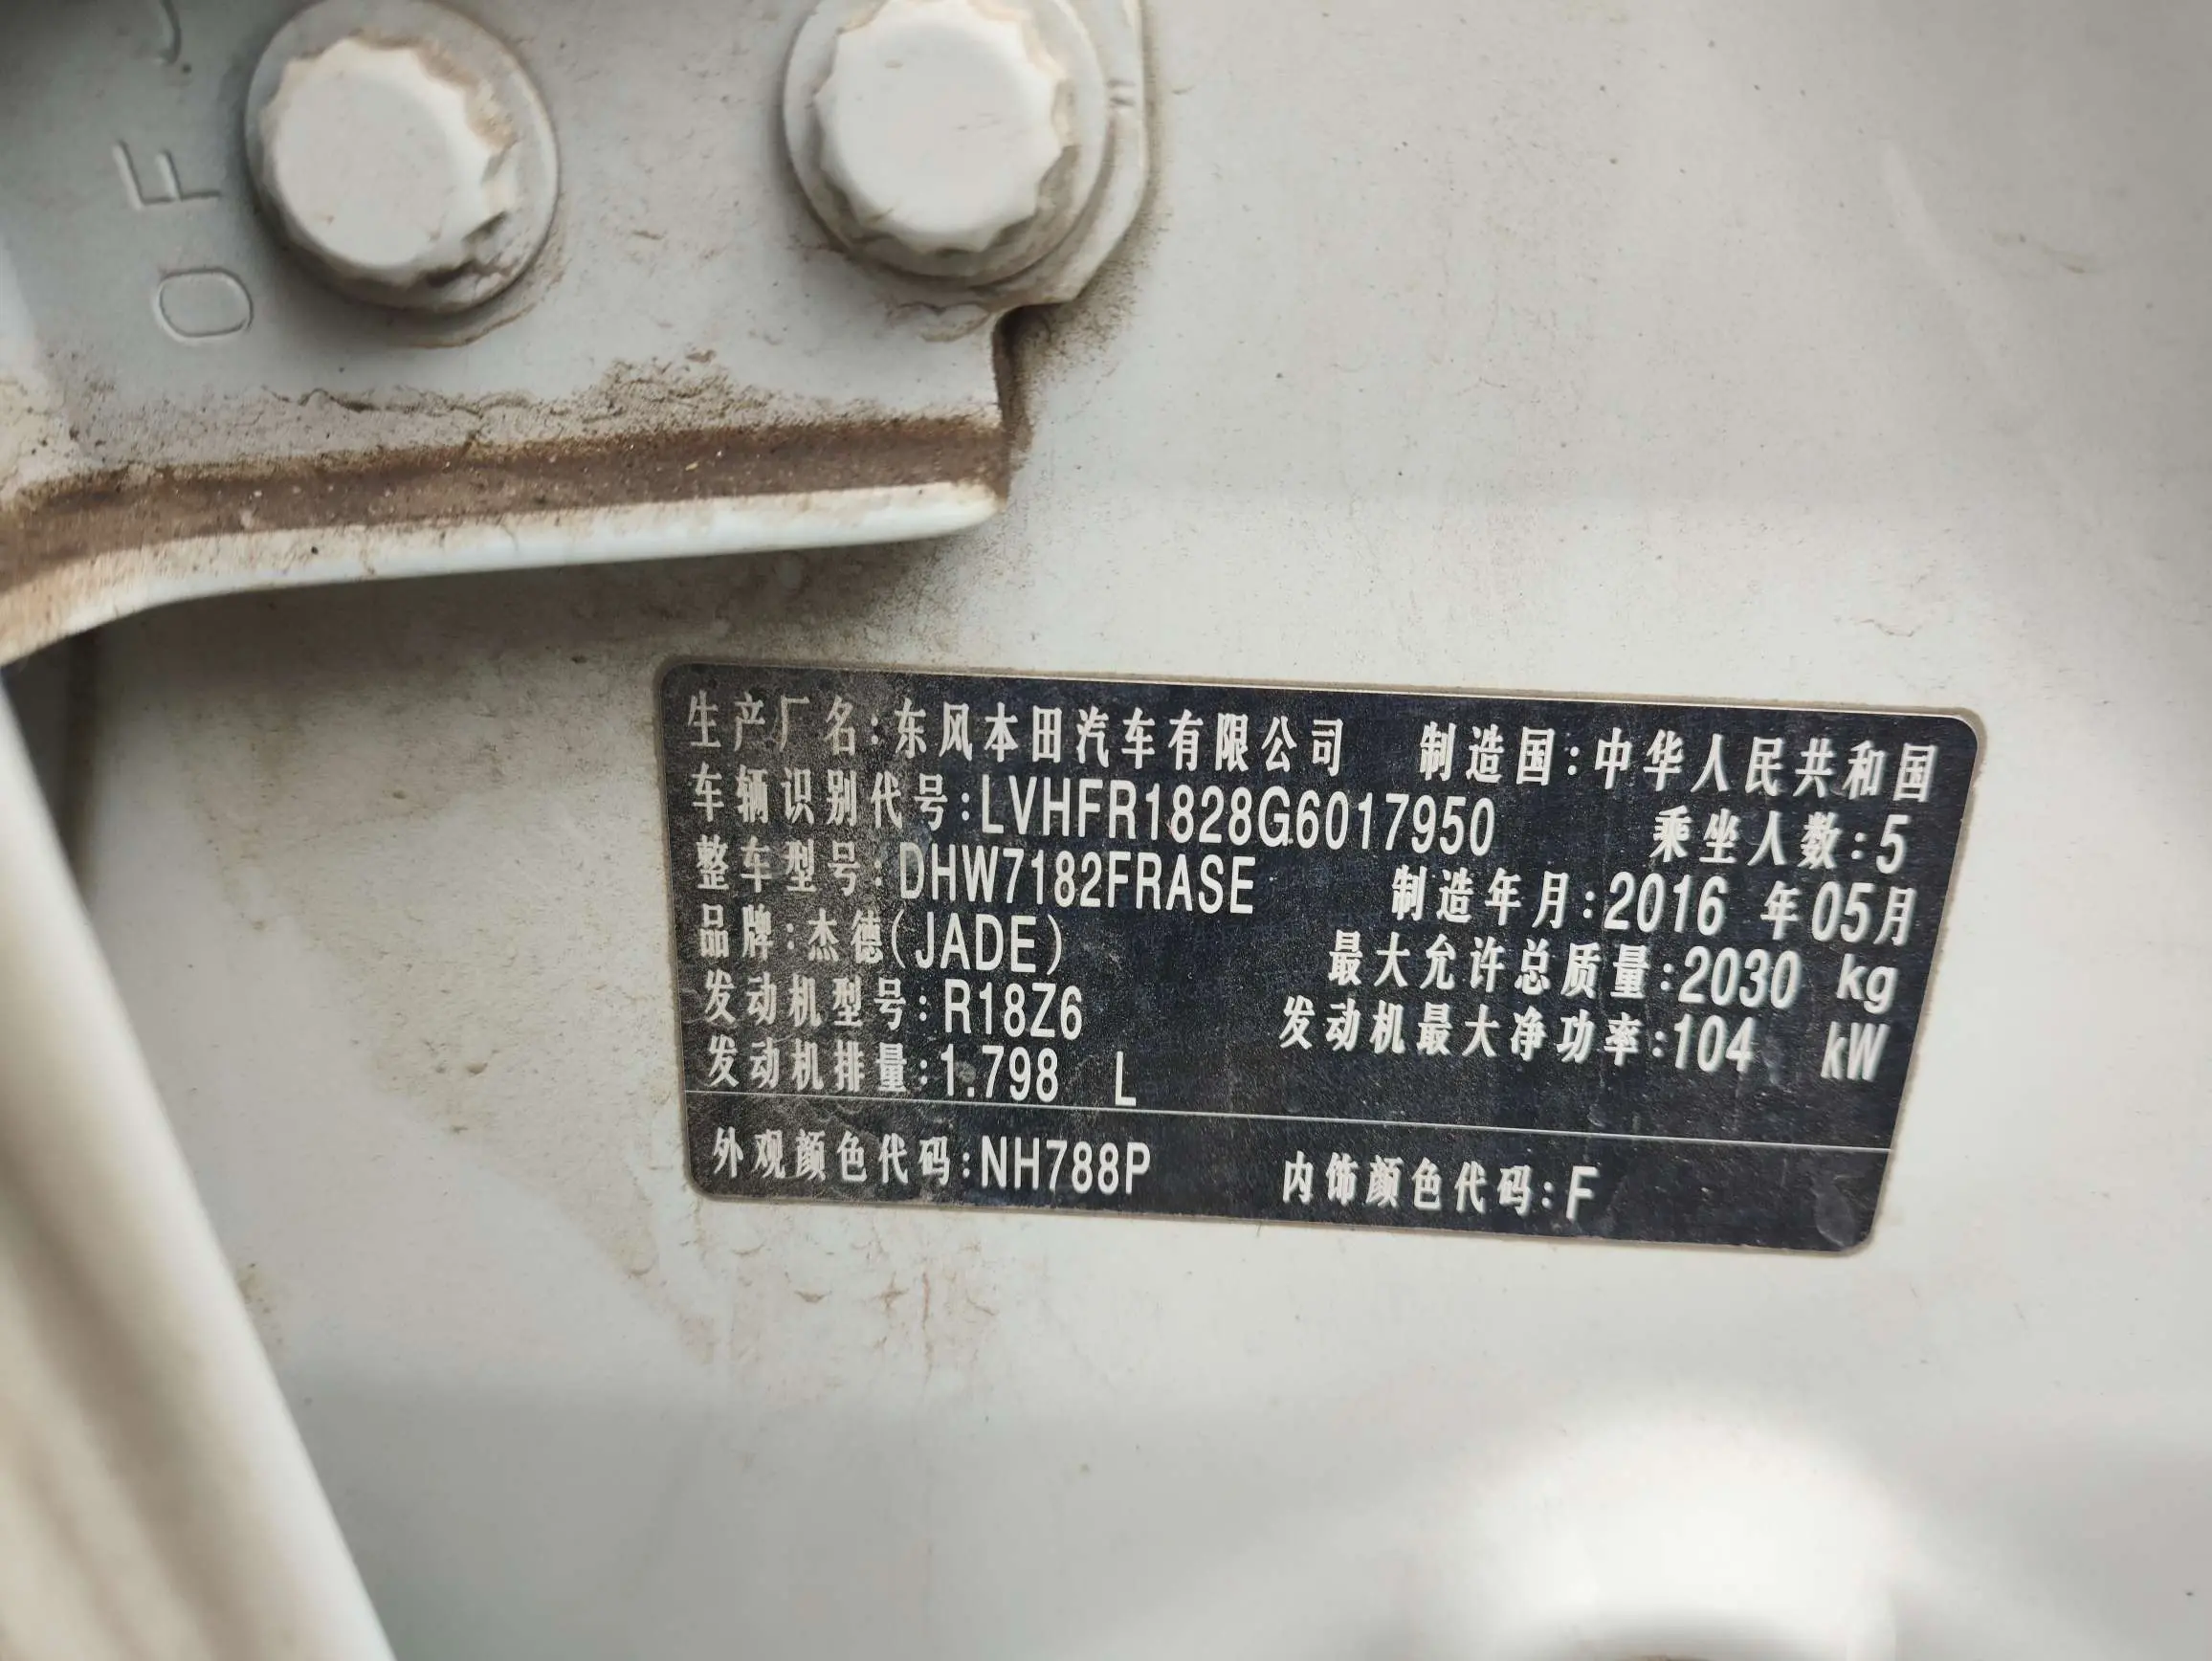 OFJ
生产厂名:东风本田汽车有限公司 制造国:中华人民共和国
车辆识别代号:LVHFR1828G6017950 乘坐人数:5
整车型号:DHW7182FRASE 制造年月:2016 年05月
品牌:杰德(JADE) 最大允许总质量:2030 kg
发动机型号:R18Z6 发动机最大净功率:104 kW
发动机排量:1.798 L
外观颜色代码:NH788P 内饰颜色代码:F